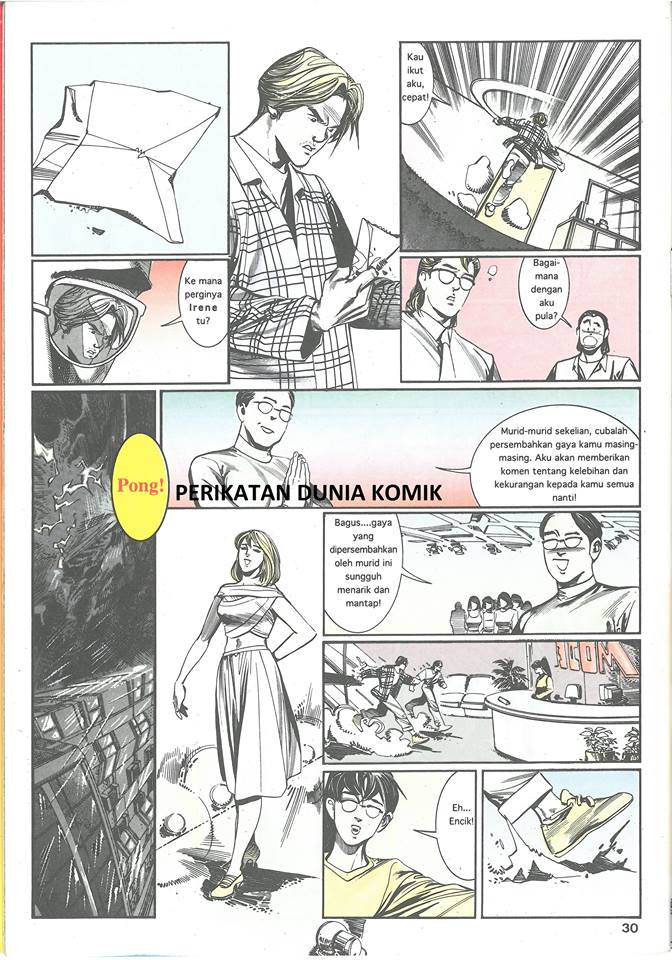 Kau
ikut
aku,
cepat!
Ke mana
perginya
Irene
tu?
Bagai-
mana
dengan
aku
pula?
Murid-murid sekelian, cubalah
persembahkan gaya kamu masing-
masing. Aku akan memberikan
komen tentang kelebihan dan
kekurangan kepada kamu semua
nanti!
Pong!
PERIKATAN DUNIA KOMIK
Bagus....gaya
yang
dipersembahkan
oleh murid ini
sungguh
menarik dan
mantap!
ECOM
Eh...
Encik!
30